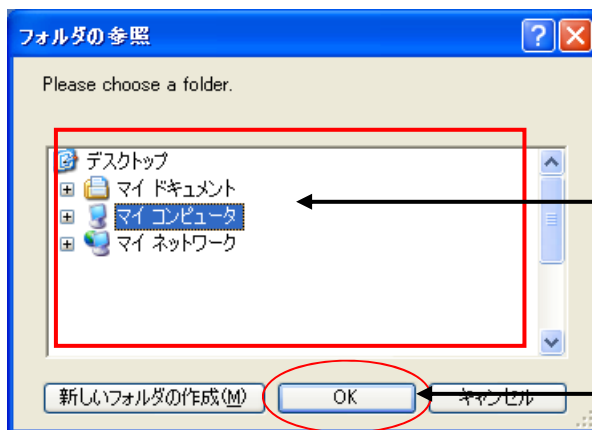 フォルダの参照
Please choose a folder.
デスクトップ
マイ ドキュメント
マイ コンピュータ
マイ ネットワーク
新しいフォルダの作成(M) OK キャンセル